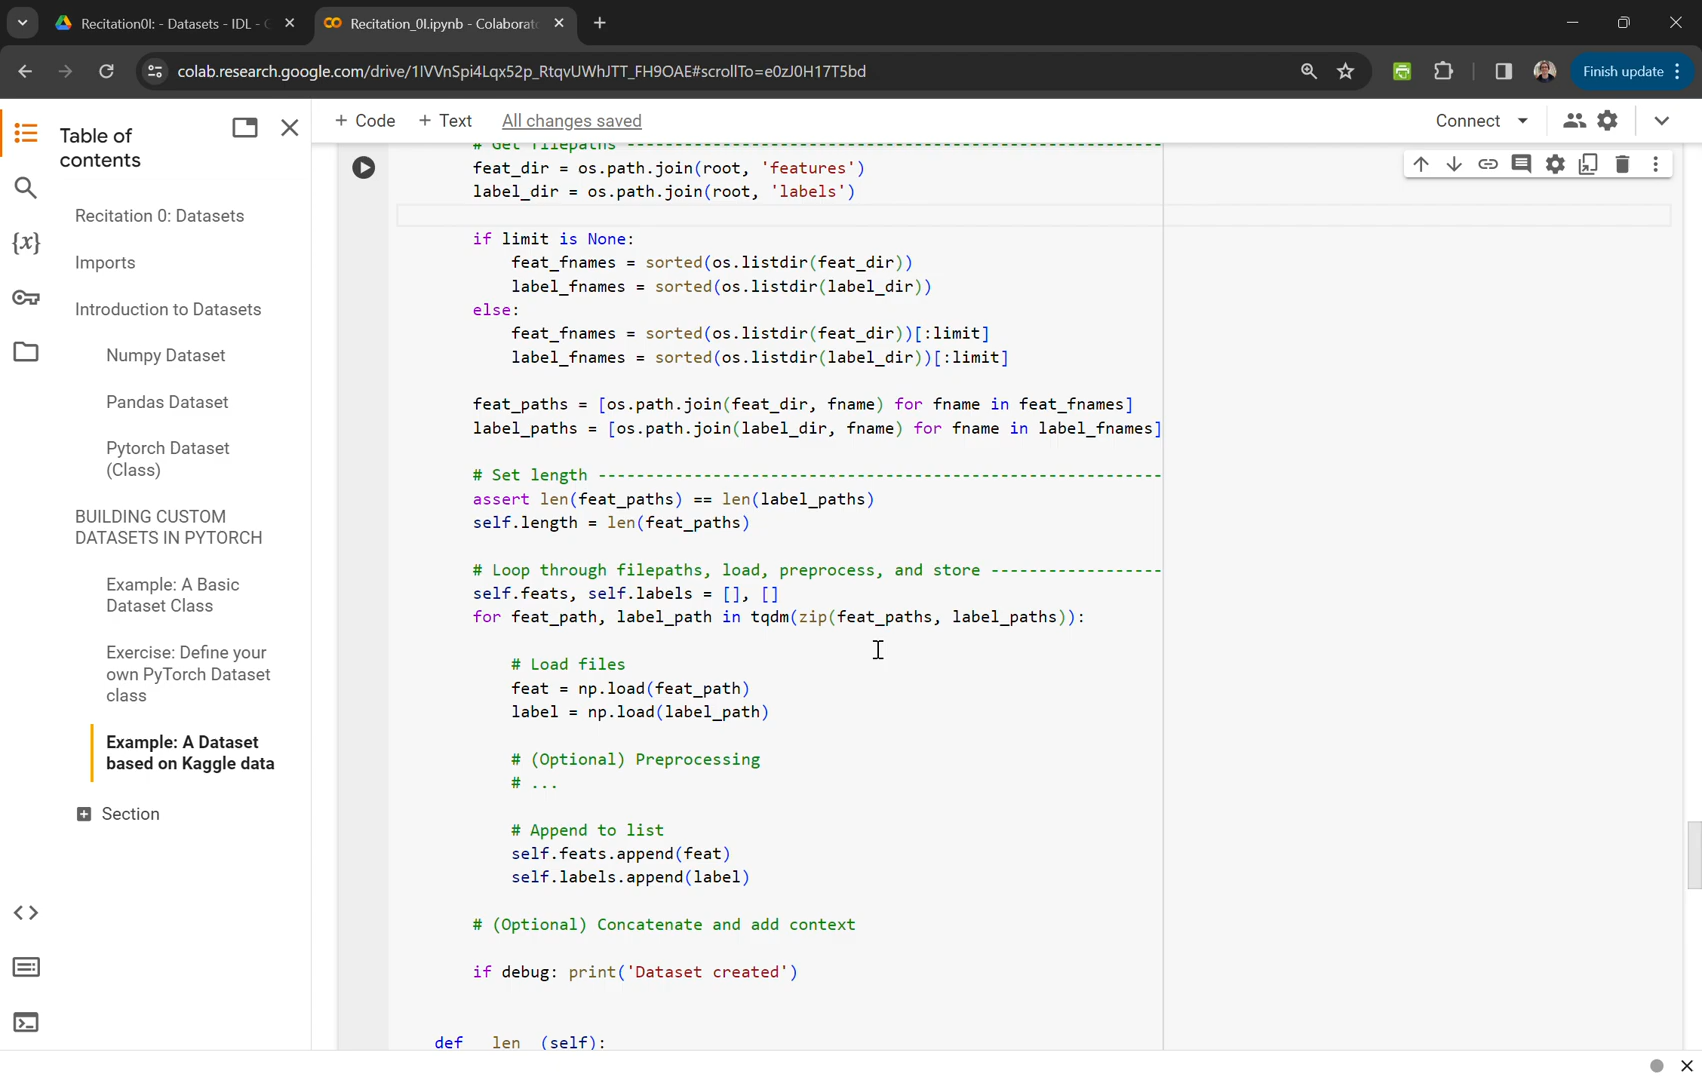 Recitation0I: - Datasets - IDL -
Recitation_0I.ipynb - Colaborat
colab.research.google.com/drive/1IVVnSpi4Lqx52p_RtqvUWhJTT_FH9OAE#scrollTo=e0zJ0H17T5bd
Finish update
Table of
contents
+ Code + Text All changes saved
Connect
Recitation 0: Datasets
Imports
Introduction to Datasets
Numpy Dataset
Pandas Dataset
Pytorch Dataset
(Class)
BUILDING CUSTOM
DATASETS IN PYTORCH
Example: A Basic
Dataset Class
Exercise: Define your
own PyTorch Dataset
class
Example: A Dataset
based on Kaggle data
Section
{x}
# Get filepaths --------------------------------------------------------
feat_dir = os.path.join(root, 'features')
label_dir = os.path.join(root, 'labels')
if limit is None:
feat_fnames = sorted(os.listdir(feat_dir))
label_fnames = sorted(os.listdir(label_dir))
else:
feat_fnames = sorted(os.listdir(feat_dir))[:limit]
label_fnames = sorted(os.listdir(label_dir))[:limit]
feat_paths = [os.path.join(feat_dir, fname) for fname in feat_fnames]
label_paths = [os.path.join(label_dir, fname) for fname in label_fnames]
# Set length -----------------------------------------------------------
assert len(feat_paths) == len(label_paths)
self.length = len(feat_paths)
# Loop through filepaths, load, preprocess, and store ------------------
self.feats, self.labels = [], []
for feat_path, label_path in tqdm(zip(feat_paths, label_paths)):
# Load files
feat = np.load(feat_path)
label = np.load(label_path)
# (Optional) Preprocessing
# ...
# Append to list
self.feats.append(feat)
self.labels.append(label)
# (Optional) Concatenate and add context
if debug: print('Dataset created')
def __len__(self):